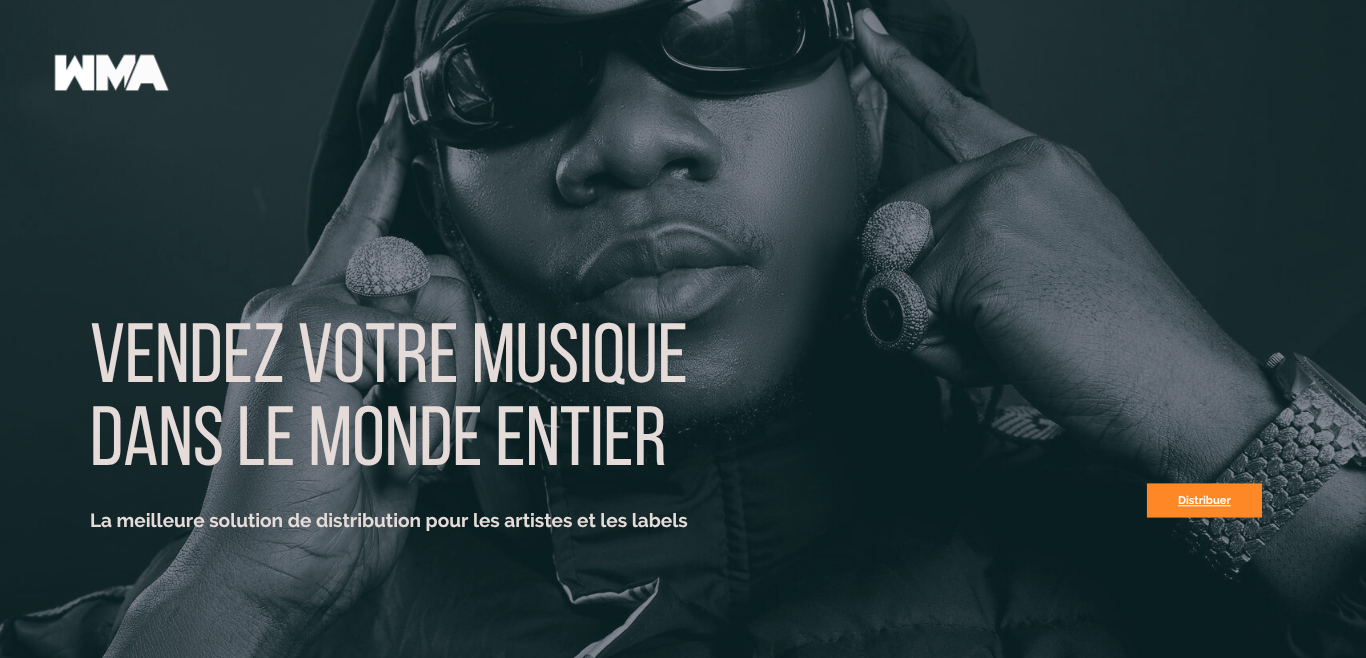 WMA
VENDEZ VOTRE MUSIQUE
DANS LE MONDE ENTIER
La meilleure solution de distribution pour les artistes et les labels
Distribuer